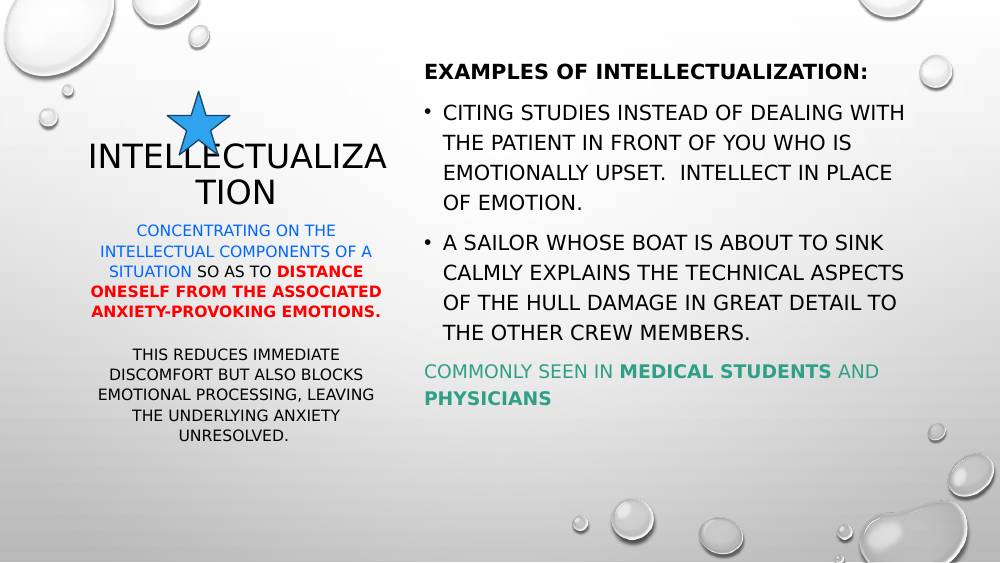 INTELLECTUALIZA
TION
CONCENTRATING ON THE
INTELLECTUAL COMPONENTS OF A
SITUATION SO AS TO DISTANCE
ONESELF FROM THE ASSOCIATED
ANXIETY-PROVOKING EMOTIONS.
THIS REDUCES IMMEDIATE
DISCOMFORT BUT ALSO BLOCKS
EMOTIONAL PROCESSING, LEAVING
THE UNDERLYING ANXIETY
UNRESOLVED.
EXAMPLES OF INTELLECTUALIZATION:
• CITING STUDIES INSTEAD OF DEALING WITH
THE PATIENT IN FRONT OF YOU WHO IS
EMOTIONALLY UPSET.  INTELLECT IN PLACE
OF EMOTION.
• A SAILOR WHOSE BOAT IS ABOUT TO SINK
CALMLY EXPLAINS THE TECHNICAL ASPECTS
OF THE HULL DAMAGE IN GREAT DETAIL TO
THE OTHER CREW MEMBERS.
COMMONLY SEEN IN MEDICAL STUDENTS AND
PHYSICIANS